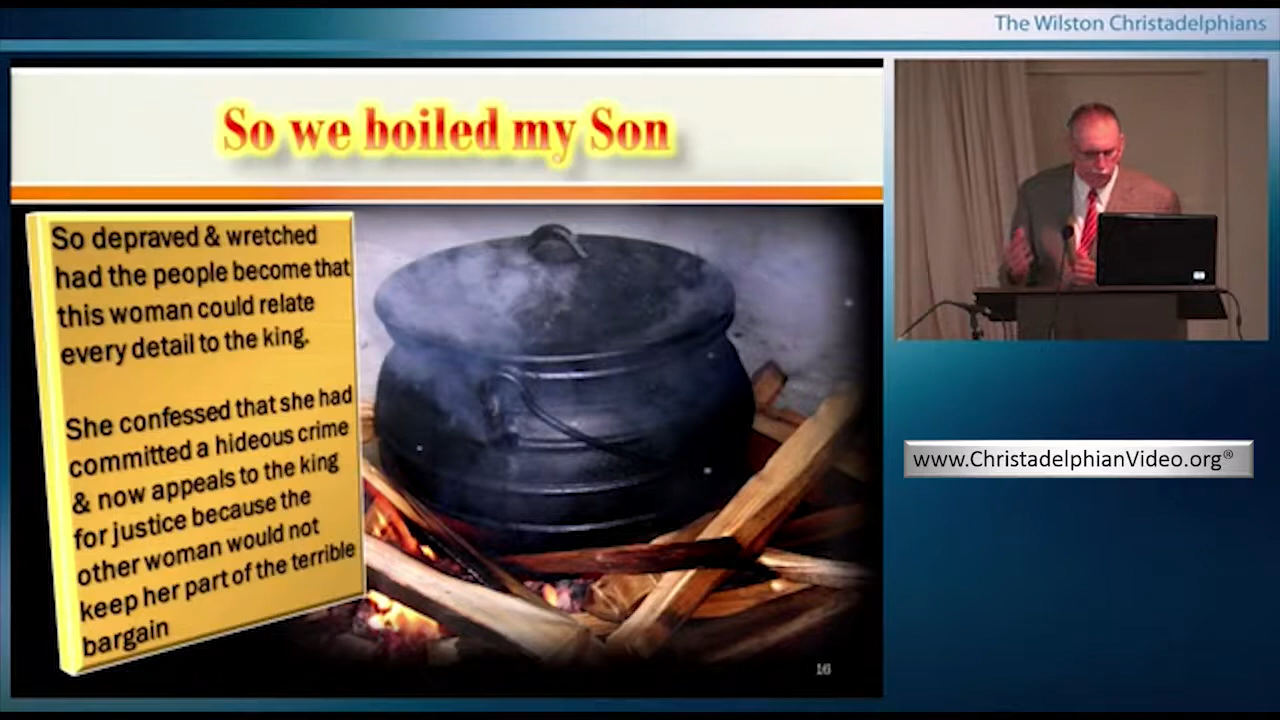 The Wilston Christadelphians
So we boiled my Son
So depraved & wretched
had the people become that
this woman could relate
every detail to the king.
She confessed that she had
committed a hideous crime
& now appeals to the king
for justice because the
other woman would not
keep her part of the terrible
bargain
www.ChristadelphianVideo.org®
16